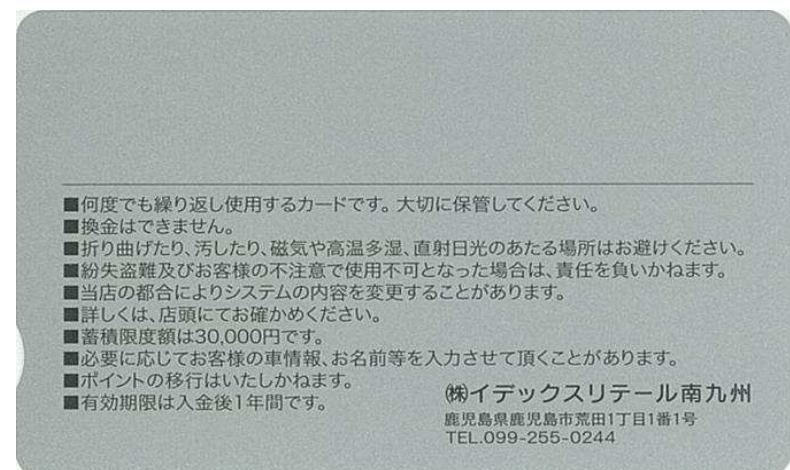 ■何度でも繰り返し使用するカードです。大切に保管してください。
■換金はできません。
■折り曲げたり、汚したり、磁気や高温多湿、直射日光のあたる場所はお避けください。
■紛失盗難及びお客様の不注意で使用不可となった場合は、責任を負いかねます。
■当店の都合によりシステムの内容を変更することがあります。
■詳しくは、店頭にてお確かめください。
■蓄積限度額は30,000円です。
■必要に応じてお客様の車情報、お名前等を入力させて頂くことがあります。
■ポイントの移行はいたしかねます。
■有効期限は入金後1年間です。
㈱イデックスリテール南九州
鹿児島県鹿児島市荒田1丁目1番1号
TEL.099-255-0244